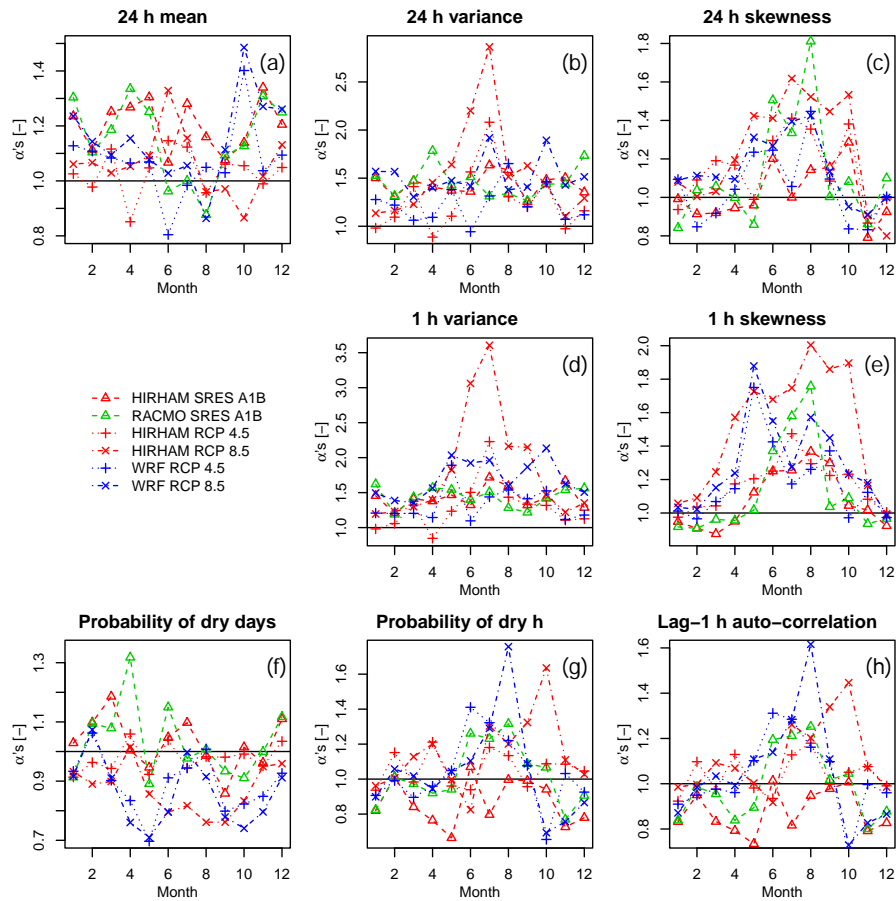 24 h mean
24 h variance
24 h skewness
(a)
(b)
(c)
α's [−]
α's [−]
α's [−]
0.8 1.0 1.2 1.4
1.0 1.5 2.0 2.5
0.8 1.0 1.2 1.4 1.6 1.8
2 4 6 8 10 12
2 4 6 8 10 12
2 4 6 8 10 12
Month
Month
Month
1 h variance
1 h skewness
(d)
(e)
α's [−]
α's [−]
1.0 1.5 2.0 2.5 3.0 3.5
1.0 1.2 1.4 1.6 1.8 2.0
2 4 6 8 10 12
2 4 6 8 10 12
Month
Month
HIRHAM SRES A1B
RACMO SRES A1B
HIRHAM RCP 4.5
HIRHAM RCP 8.5
WRF RCP 4.5
WRF RCP 8.5
Probability of dry days
Probability of dry h
Lag−1 h auto−correlation
(f)
(g)
(h)
α's [−]
α's [−]
α's [−]
0.7 0.9 1.1 1.3
0.8 1.0 1.2 1.4 1.6
0.8 1.0 1.2 1.4 1.6
2 4 6 8 10 12
2 4 6 8 10 12
2 4 6 8 10 12
Month
Month
Month